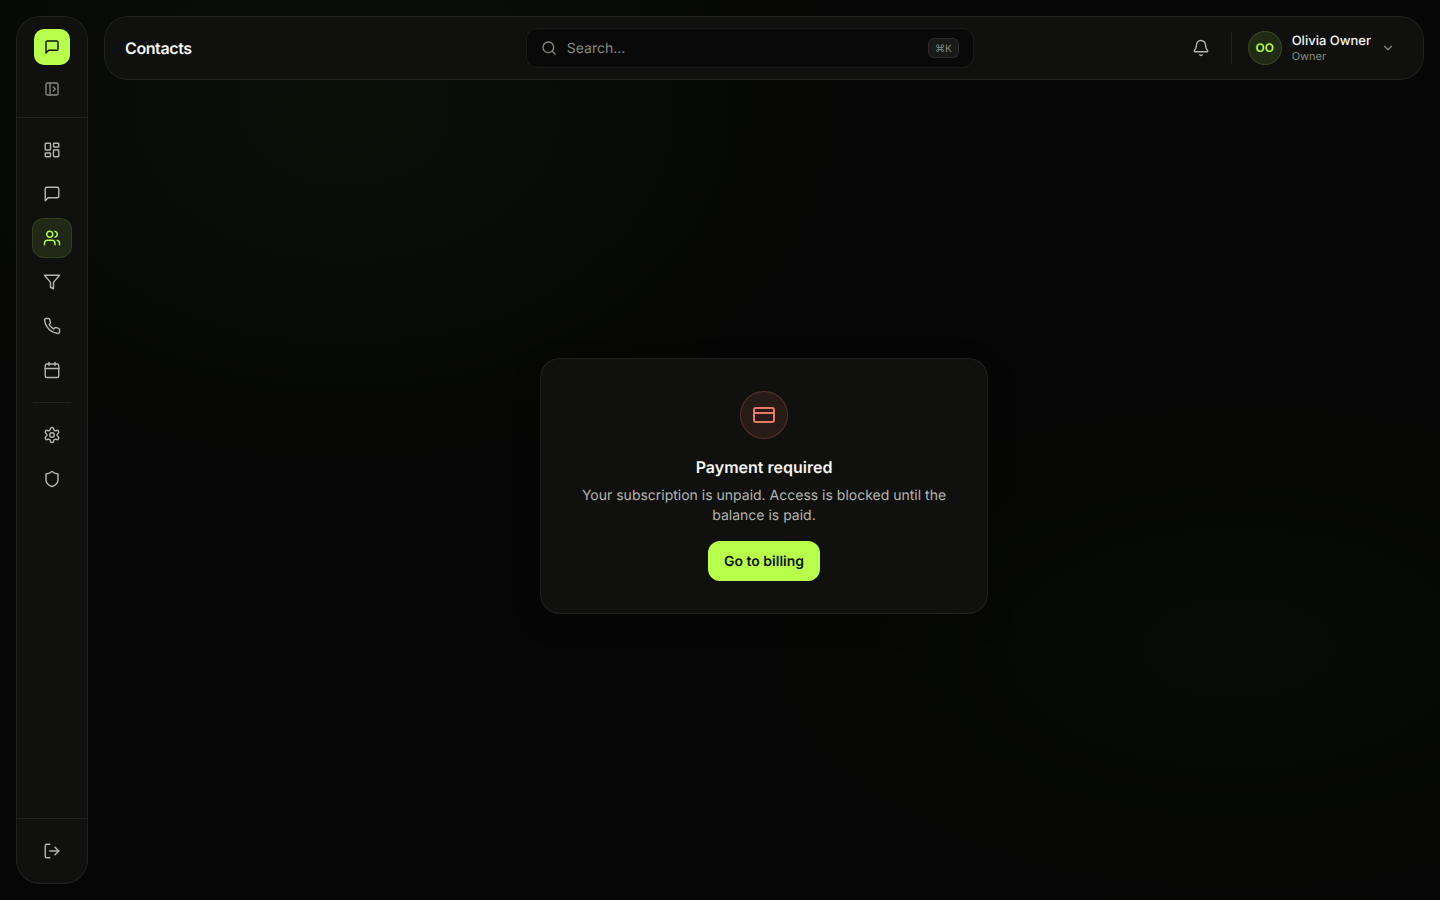 Contacts
Search...
⌘K
OO
Olivia Owner
Owner
Payment required
Your subscription is unpaid. Access is blocked until the
balance is paid.
Go to billing